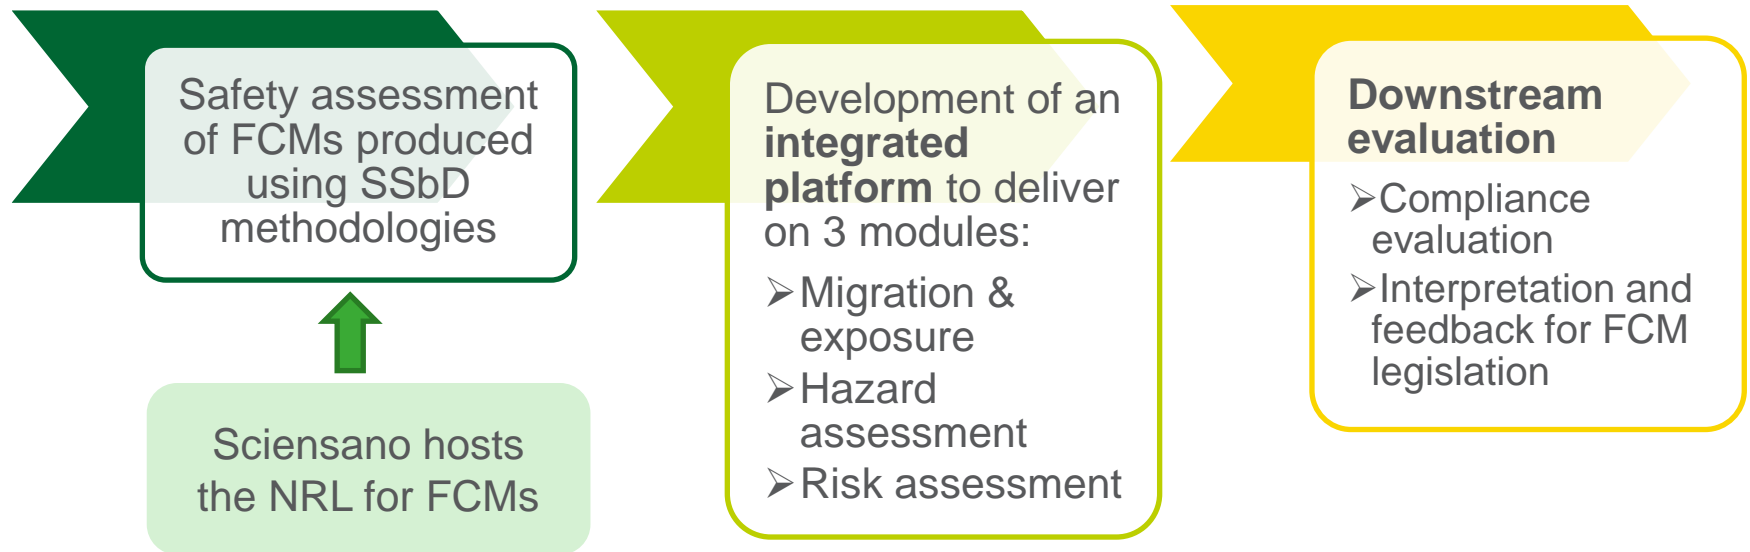 Safety assessment
of FCMs produced
using SSbD
methodologies
Sciensano hosts
the NRL for FCMs
Development of an
integrated
platform to deliver
on 3 modules:
➢Migration &
exposure
➢Hazard
assessment
➢Risk assessment
Downstream
evaluation
➢Compliance
evaluation
➢Interpretation and
feedback for FCM
legislation